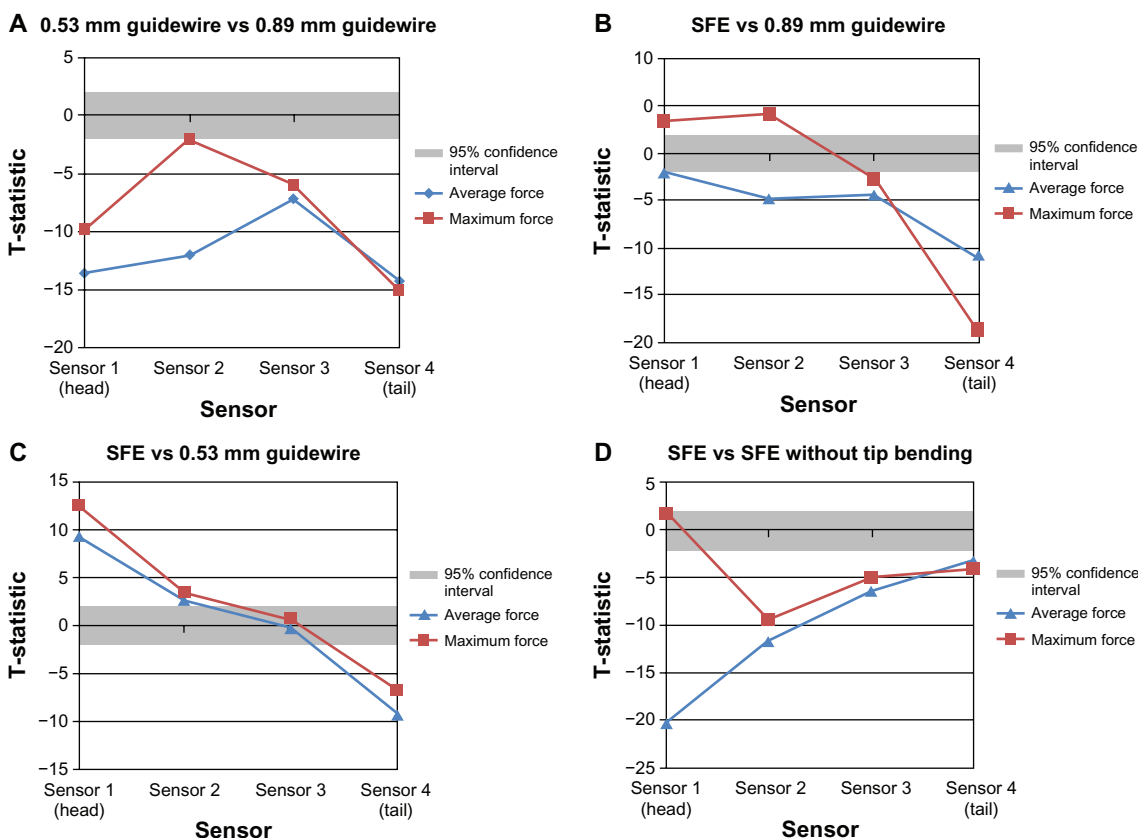 A 0.53 mm guidewire vs 0.89 mm guidewire
5
0
−5
−10
−15
−20
T-statistic
Sensor 1
(head)
Sensor 2
Sensor 3
Sensor 4
(tail)
Sensor
95% confidence
interval
Average force
Maximum force
B SFE vs 0.89 mm guidewire
10
0
0
−5
−10
−15
−20
T-statistic
Sensor 1
(head)
Sensor 2
Sensor 3
Sensor 4
(tail)
Sensor
95% confidence
interval
Average force
Maximum force
C SFE vs 0.53 mm guidewire
15
10
5
0
−5
−10
−15
T-statistic
Sensor 1
(head)
Sensor 2
Sensor 3
Sensor 4
(tail)
Sensor
95% confidence
interval
Average force
Maximum force
D SFE vs SFE without tip bending
5
0
−5
−10
−15
−20
−25
T-statistic
Sensor 1
(head)
Sensor 2
Sensor 3
Sensor 4
(tail)
Sensor
95% confidence
interval
Average force
Maximum force